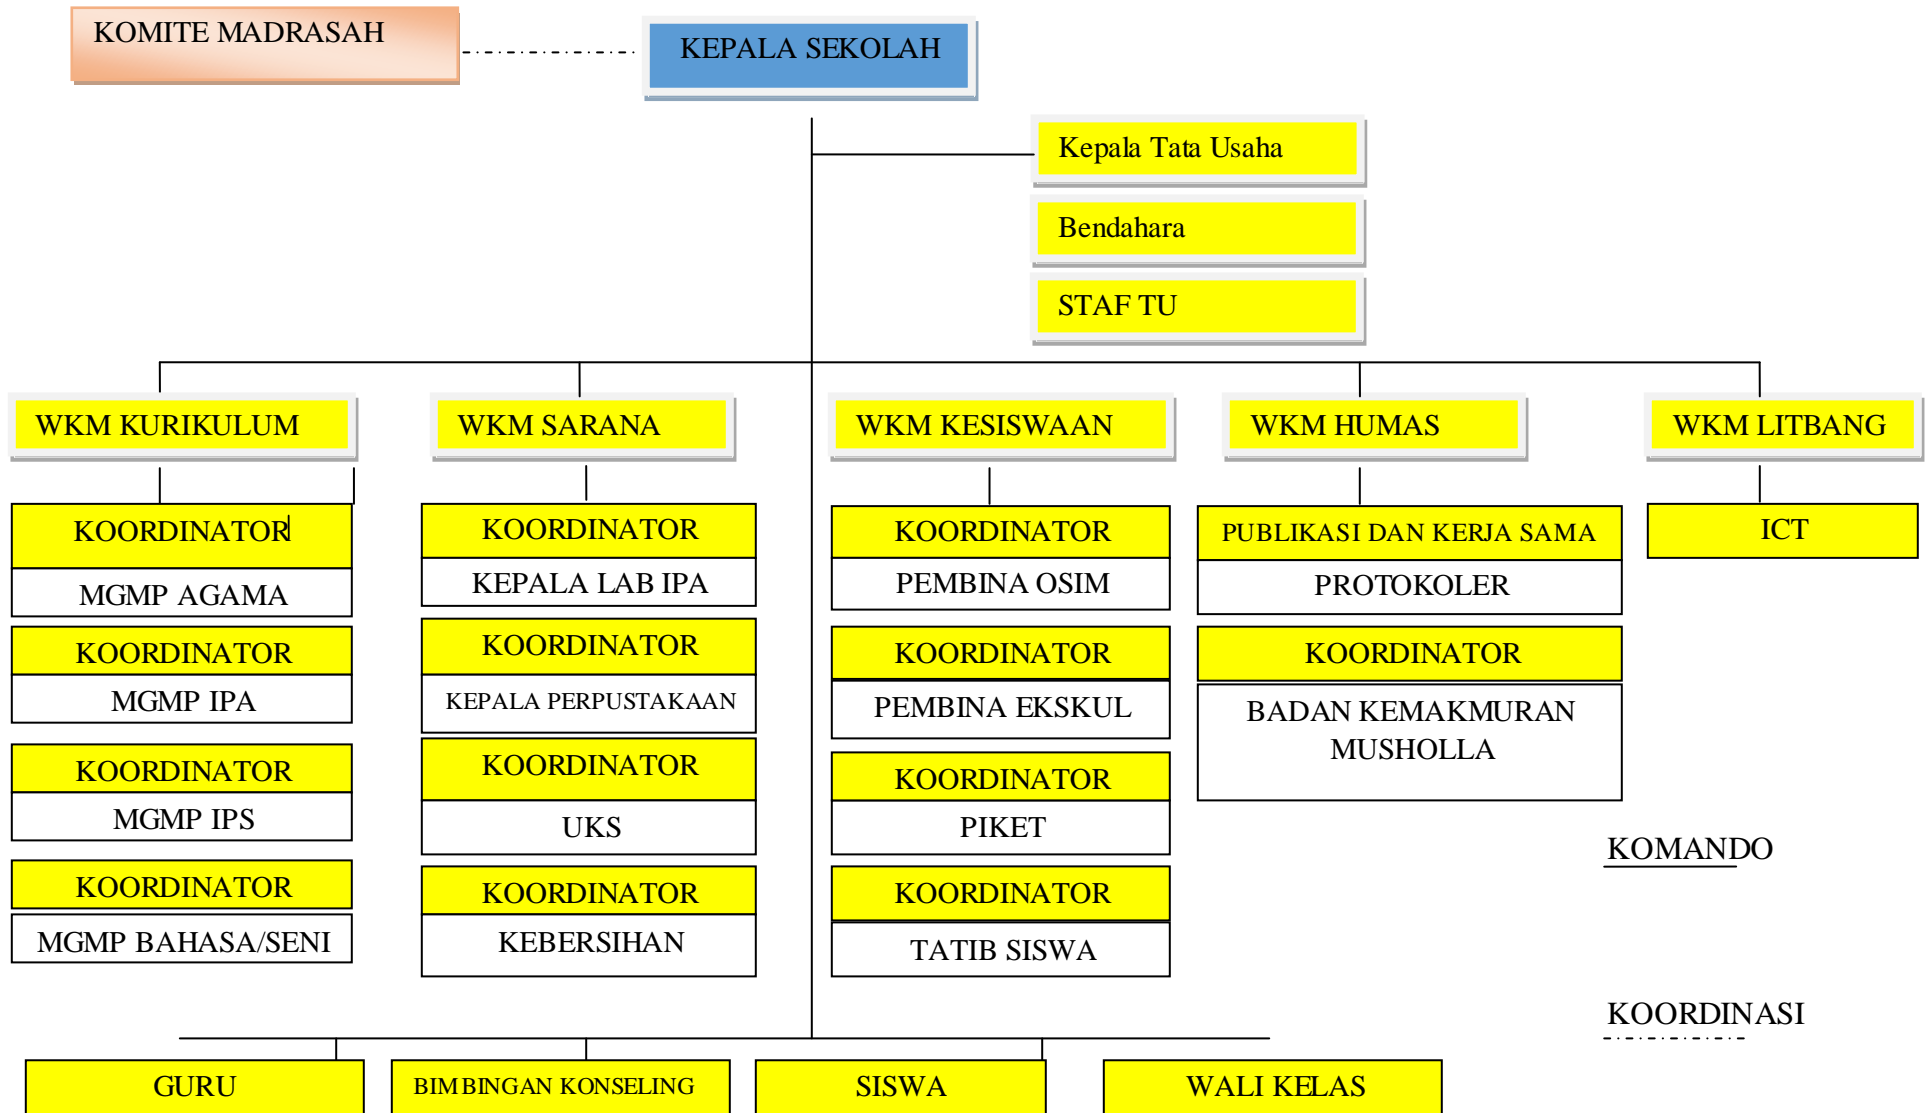 KOMITE MADRASAH
KEPALA SEKOLAH
Kepala Tata Usaha
Bendahara
STAF TU
WKM KURIKULUM
WKM SARANA
WKM KESISWAAN
WKM HUMAS
WKM LITBANG
KOORDINATOR
MGMP AGAMA
KOORDINATOR
MGMP IPA
KOORDINATOR
MGMP IPS
KOORDINATOR
MGMP BAHASA/SENI
KOORDINATOR
KEPALA LAB IPA
KOORDINATOR
KEPALA PERPUSTAKAAN
KOORDINATOR
UKS
KOORDINATOR
KEBERSIHAN
KOORDINATOR
PEMBINA OSIM
KOORDINATOR
PEMBINA EKSKUL
KOORDINATOR
PIKET
KOORDINATOR
TATIB SISWA
PUBLIKASI DAN KERJA SAMA
PROTOKOLER
KOORDINATOR
BADAN KEMAKMURAN
MUSHOLLA
ICT
KOMANDO
KOORDINASI
GURU
BIMBINGAN KONSELING
SISWA
WALI KELAS